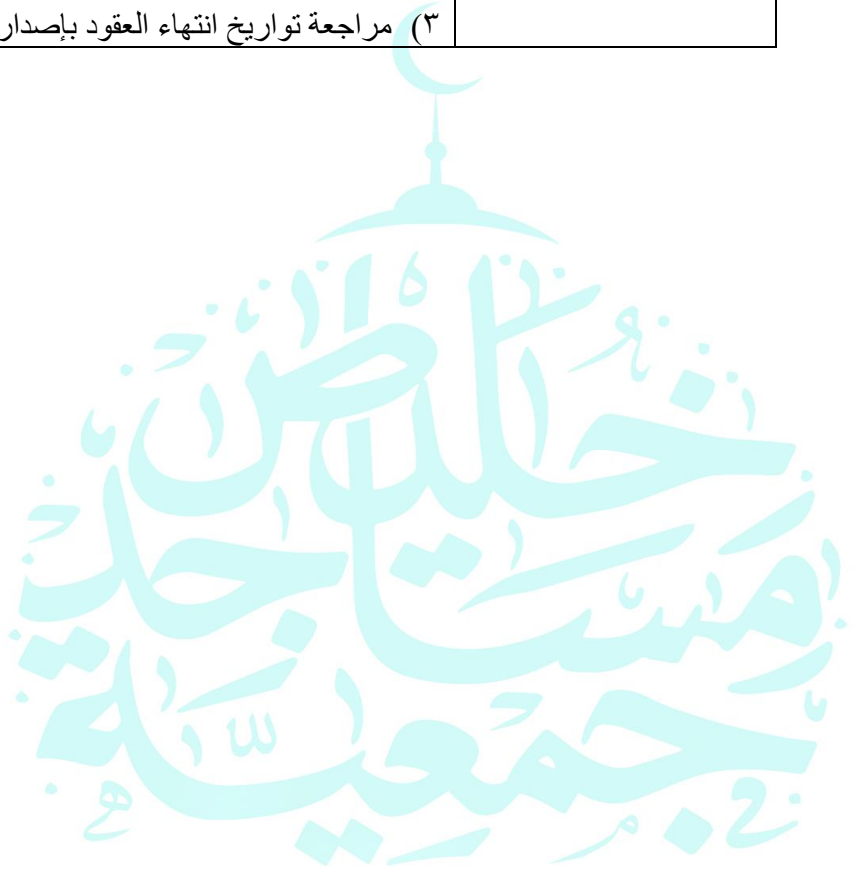 ٣) مراجعة تواريخ انتهاء العقود بإصدار
جمعية مساجد خليص